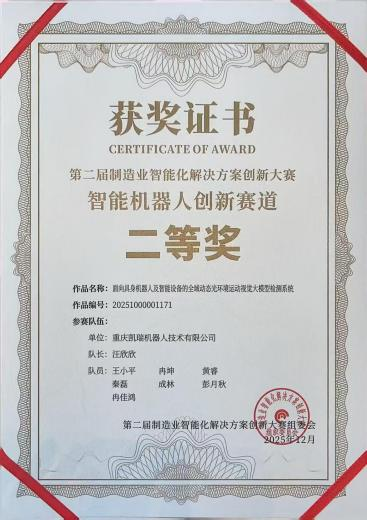 获奖证书
CERTIFICATE OF AWARD
第二届制造业智能化解决方案创新大赛
智能机器人创新赛道
二等奖
作品名称：面向具身机器人及智能设备的全域动态光环境运动视觉大模型检测系统
作品编号：20251000001171
参赛队伍：
单位：重庆凯瑞机器人技术有限公司
队长：汪欣欣
队员：王小平 冉坤 黄睿
秦磊 成林 彭月秋
冉佳鸿
第二届制造业智能化解决方案创新大赛组委会
2025年12月